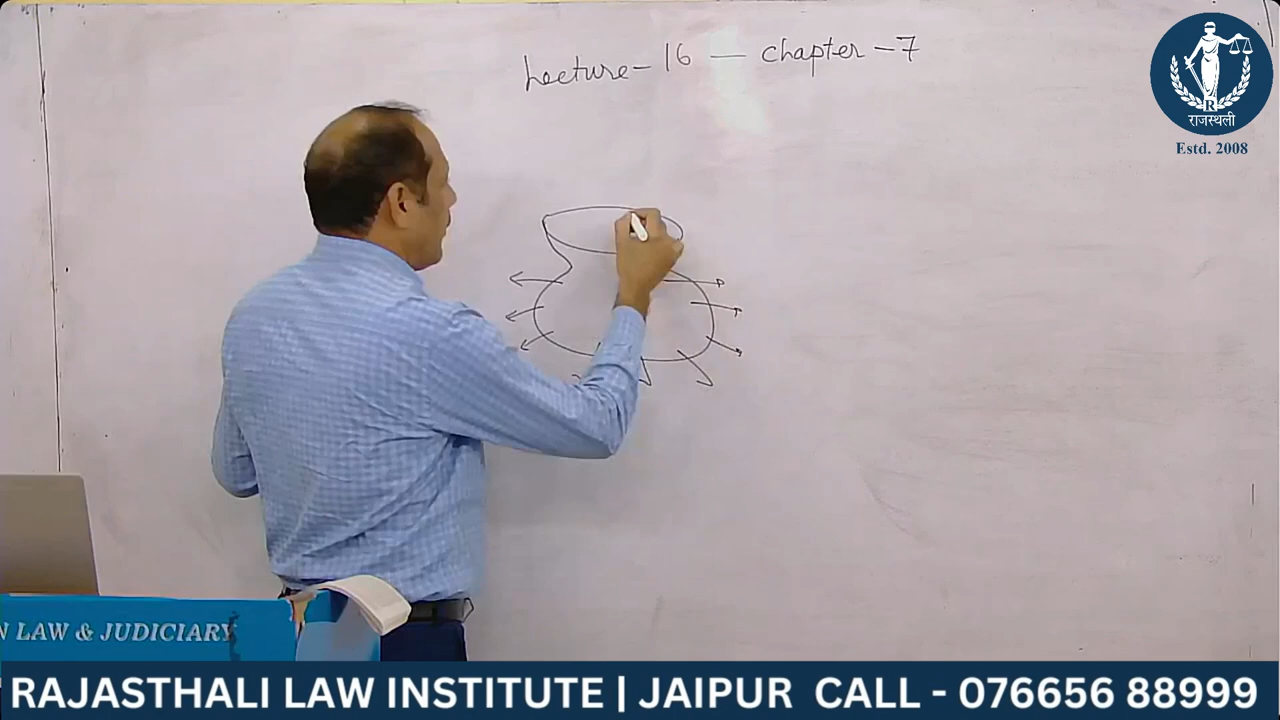 Lecture - 16 — chapter - 7
R
राजस्थली
Estd. 2008
N LAW & JUDICIARY
RAJASTHALI LAW INSTITUTE | JAIPUR CALL - 076656 88999